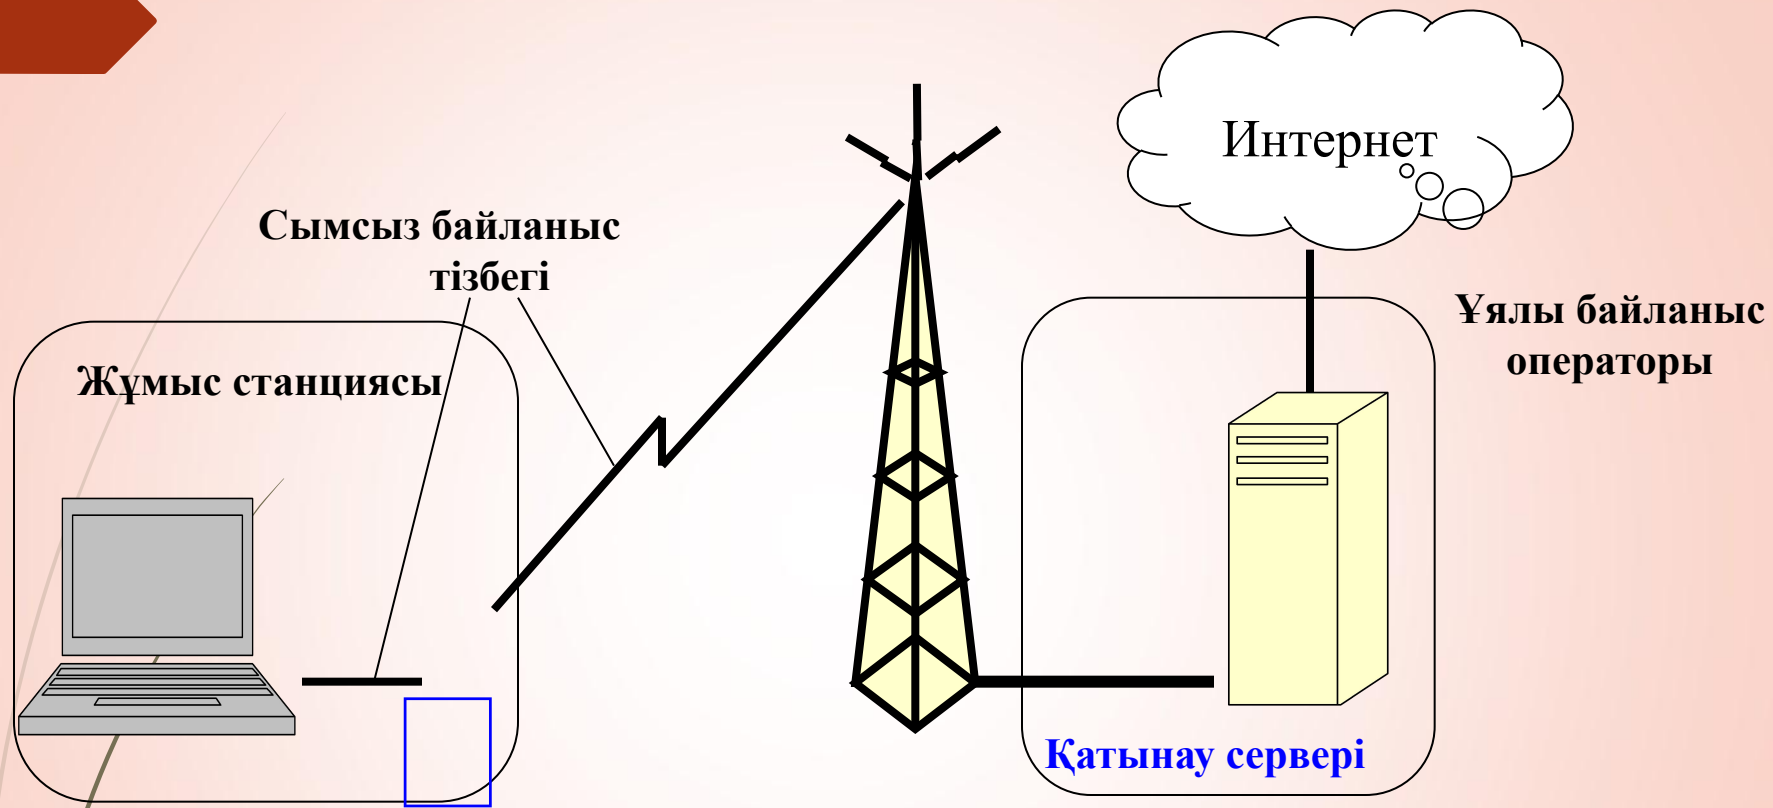 Интернет
Сымсыз байланыс
тізбегі
Ұялы байланыс
операторы
Жұмыс станциясы
Қатынау сервері